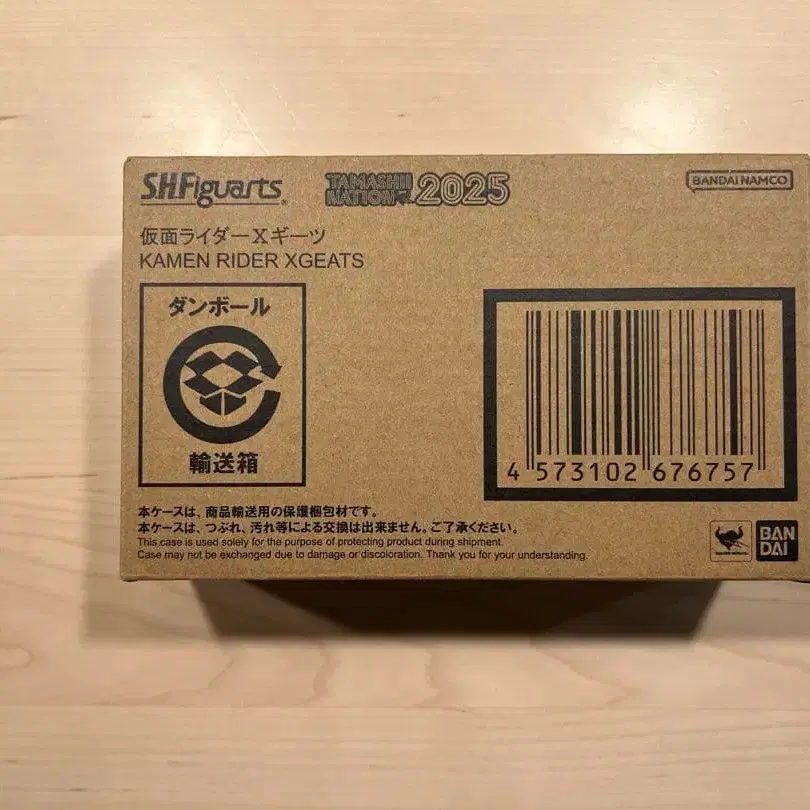 S.H.Figuarts
TAMASHII NATION 2025
BANDAI NAMCO
仮面ライダーXギーツ
KAMEN RIDER XGEATS
ダンボール
輸送箱
4 573102 676757
本ケースは、商品輸送用の保護梱包材です。
本ケースは、つぶれ、汚れ等による交換は出来ません。ご了承ください。
This case is used solely for the purpose of protecting product during shipment.
Case may not be exchanged due to damage or discoloration. Thank you for your understanding.
BAN
DAI